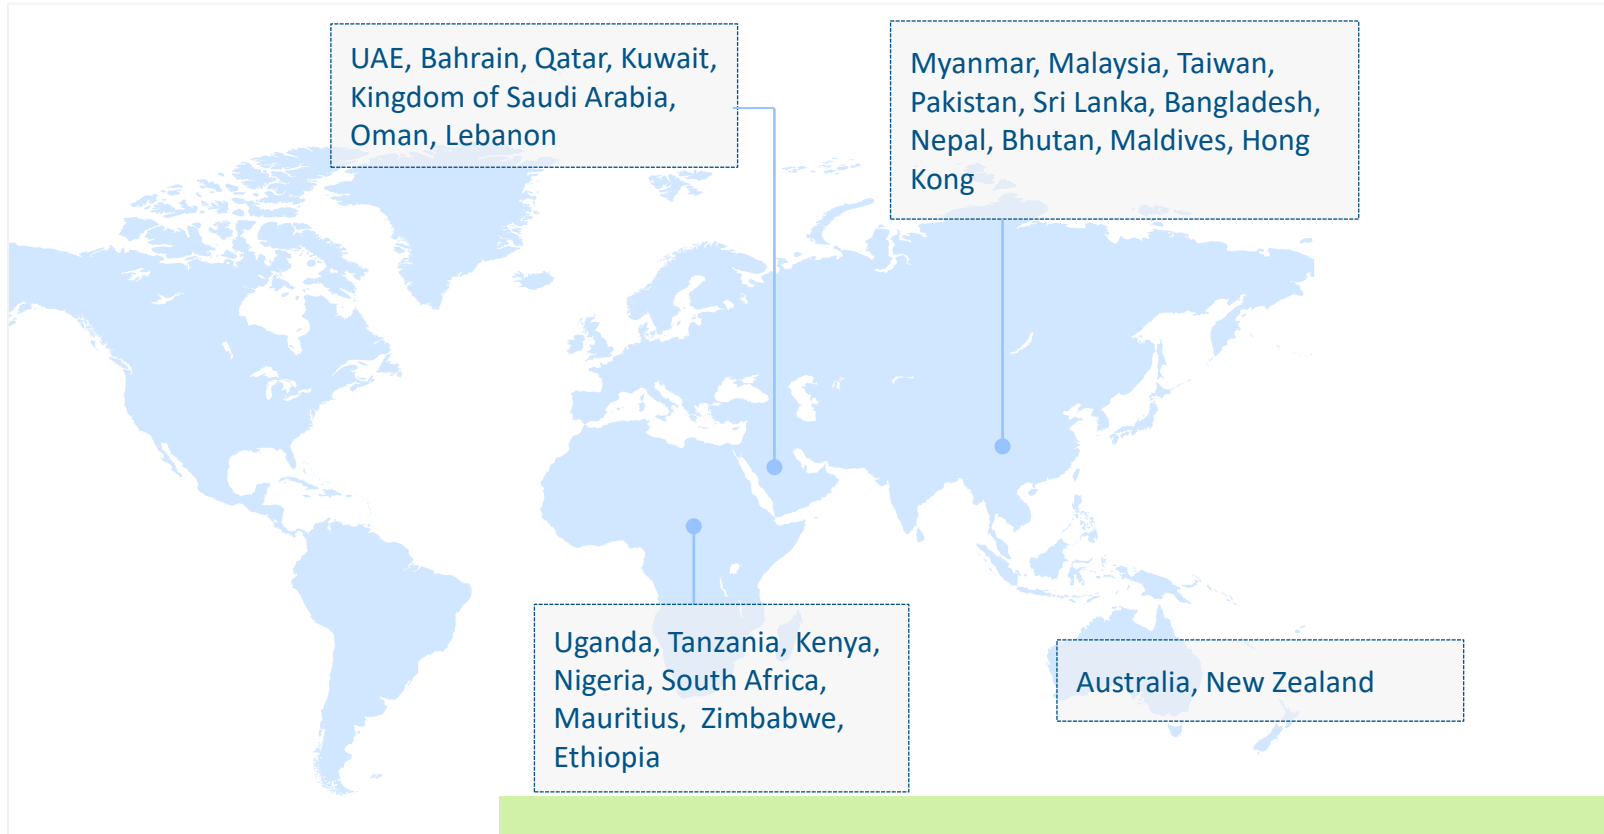 UAE, Bahrain, Qatar, Kuwait,
Kingdom of Saudi Arabia,
Oman, Lebanon
Myanmar, Malaysia, Taiwan,
Pakistan, Sri Lanka, Bangladesh,
Nepal, Bhutan, Maldives, Hong
Kong
Uganda, Tanzania, Kenya,
Nigeria, South Africa,
Mauritius,  Zimbabwe,
Ethiopia
Australia, New Zealand